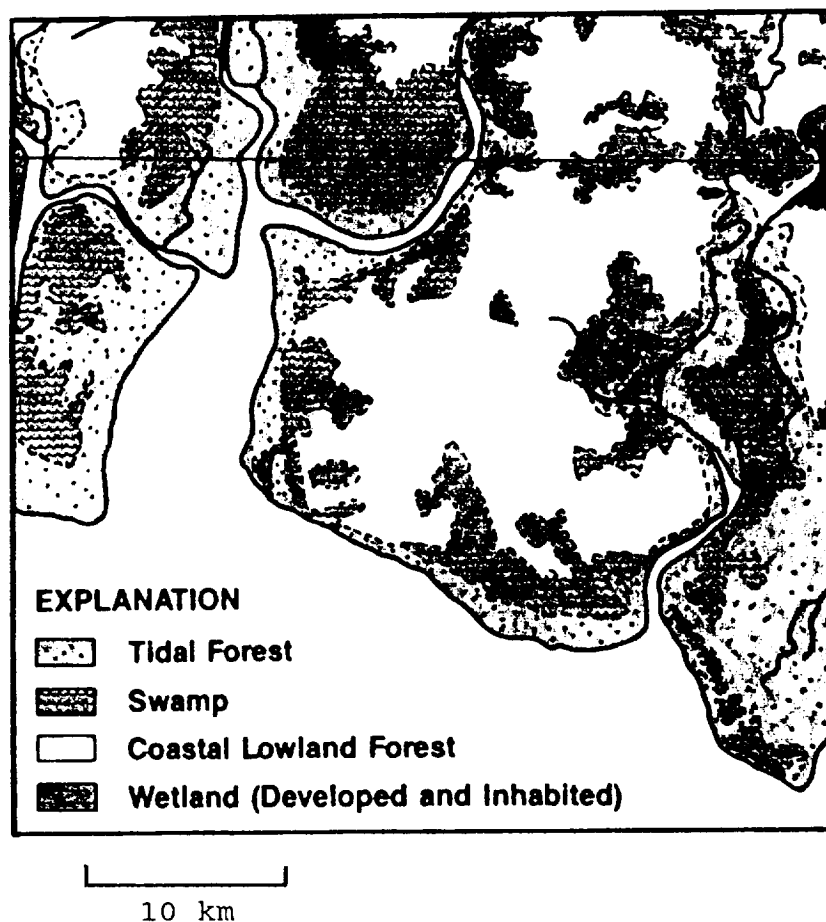 EXPLANATION
Tidal Forest
Swamp
Coastal Lowland Forest
Wetland (Developed and Inhabited)
10 km